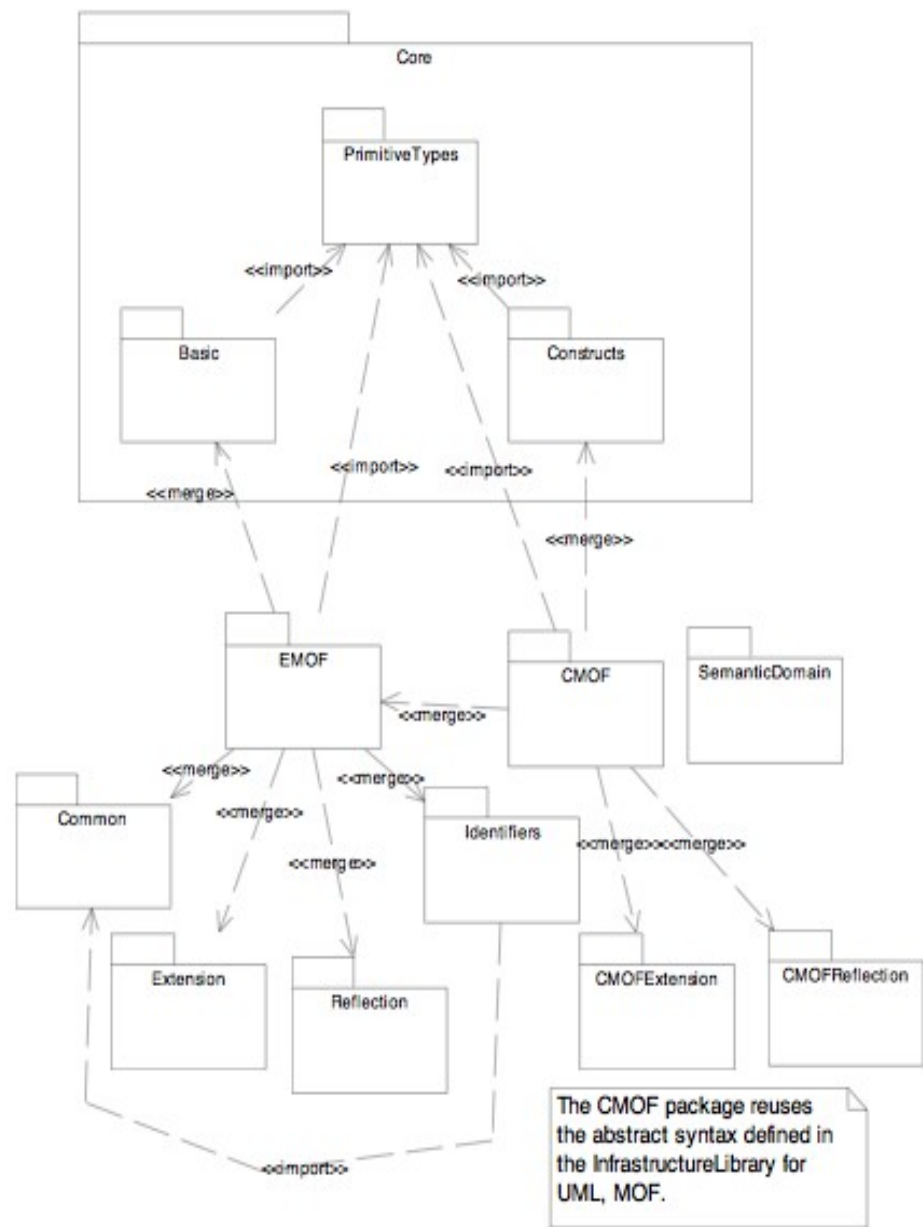 Core
PrimitiveTypes
<<import>>
<<import>>
Basic
Constructs
<<import>>
<<import>>
<<merge>>
<<merge>>
EMOF
CMOF
SemanticDomain
<<merge>>
<<merge>>
<<merge>>
Common
<<merge>>
Identifiers
<<merge>>
<<merge>>
<<merge>>
Extension
Reflection
CMOFExtension
CMOFReflection
The CMOF package reuses
the abstract syntax defined in
the InfrastructureLibrary for
UML, MOF.
<<import>>